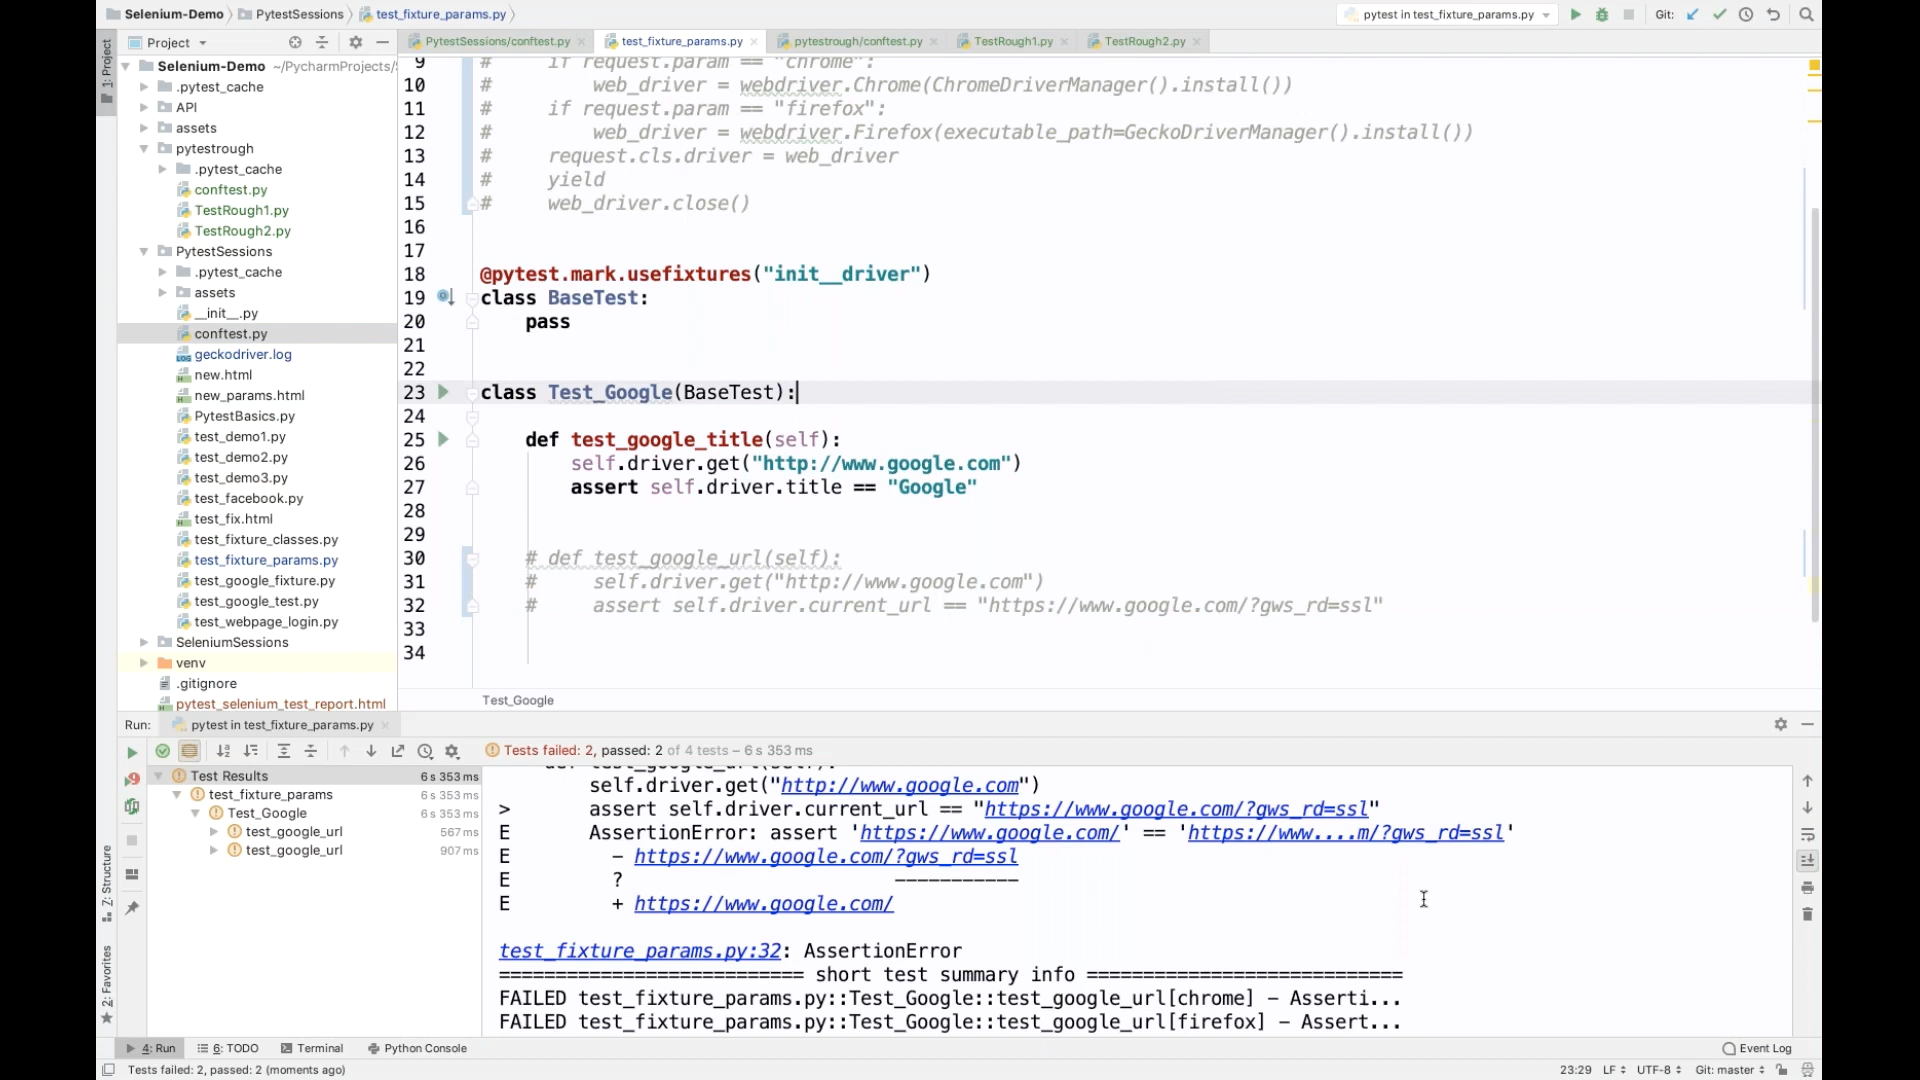 Selenium-Demo PytestSessions test_fixture_params.py
pytest in test_fixture_params.py
Git:
1: Project
Project
PytestSessions/conftest.py
test_fixture_params.py
pytestrough/conftest.py
TestRough1.py
TestRough2.py
Selenium-Demo ~/PycharmProjects/
.pytest_cache
API
assets
pytestrough
.pytest_cache
conftest.py
TestRough1.py
TestRough2.py
PytestSessions
.pytest_cache
assets
__init__.py
conftest.py
geckodriver.log
new.html
new_params.html
PytestBasics.py
test_demo1.py
test_demo2.py
test_demo3.py
test_facebook.py
test_fix.html
test_fixture_classes.py
test_fixture_params.py
test_google_fixture.py
test_google_test.py
test_webpage_login.py
SeleniumSessions
venv
.gitignore
pytest_selenium_test_report.html
9 # if request.param == "chrome":
10 # web_driver = webdriver.Chrome(ChromeDriverManager().install())
11 # if request.param == "firefox":
12 # web_driver = webdriver.Firefox(executable_path=GeckoDriverManager().install())
13 # request.cls.driver = web_driver
14 # yield
15 # web_driver.close()
16
17
18 @pytest.mark.usefixtures("init__driver")
19 class BaseTest:
20 pass
21
22
23 class Test_Google(BaseTest):
24
25 def test_google_title(self):
26 self.driver.get("http://www.google.com")
27 assert self.driver.title == "Google"
28
29
30 # def test_google_url(self):
31 # self.driver.get("http://www.google.com")
32 # assert self.driver.current_url == "https://www.google.com/?gws_rd=ssl"
33
34
Test_Google
Run: pytest in test_fixture_params.py
Tests failed: 2, passed: 2 of 4 tests – 6 s 353 ms
Test Results 6 s 353 ms
test_fixture_params 6 s 353 ms
Test_Google 6 s 353 ms
test_google_url 567 ms
test_google_url 907 ms
def test_google_url(self):
self.driver.get("http://www.google.com")
> assert self.driver.current_url == "https://www.google.com/?gws_rd=ssl"
E AssertionError: assert 'https://www.google.com/' == 'https://www....m/?gws_rd=ssl'
E - https://www.google.com/?gws_rd=ssl
E ? -----------
E + https://www.google.com/
test_fixture_params.py:32: AssertionError
=========================== short test summary info ============================
FAILED test_fixture_params.py::Test_Google::test_google_url[chrome] - Asserti...
FAILED test_fixture_params.py::Test_Google::test_google_url[firefox] - Assert...
Z: Structure
2: Favorites
4: Run
6: TODO
Terminal
Python Console
Event Log
Tests failed: 2, passed: 2 (moments ago)
23:29 LF UTF-8 Git: master